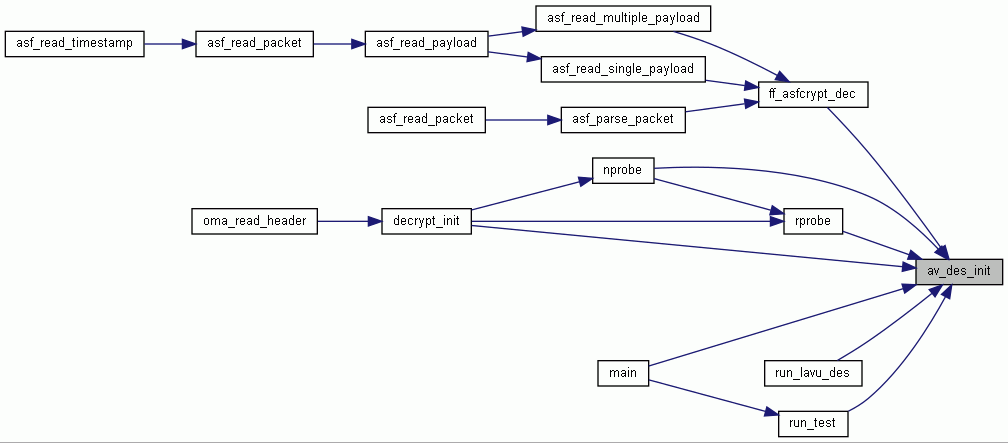 asf_read_multiple_payload
asf_read_timestamp
asf_read_packet
asf_read_payload
asf_read_single_payload
ff_asfcrypt_dec
asf_read_packet
asf_parse_packet
nprobe
oma_read_header
decrypt_init
rprobe
av_des_init
main
run_lavu_des
run_test